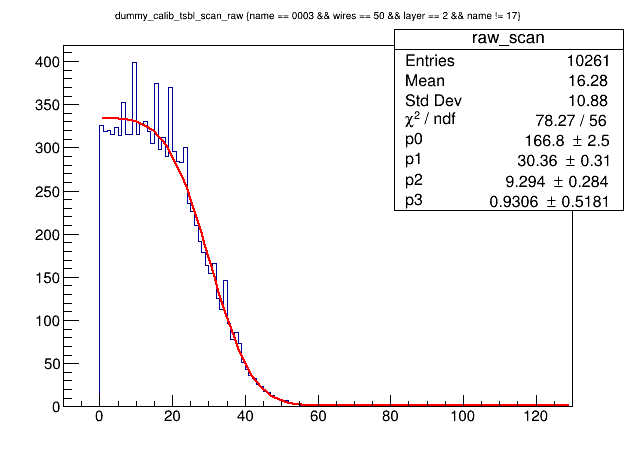 dummy_calib_tsbl_scan_raw {name == 0003 && wires == 50 && layer == 2 && name != 17}
raw_scan
Entries 10261
Mean 16.28
Std Dev 10.88
χ² / ndf 78.27 / 56
p0 166.8 ± 2.5
p1 30.36 ± 0.31
p2 9.294 ± 0.284
p3 0.9306 ± 0.5181
400
350
300
250
200
150
100
50
0
0 20 40 60 80 100 120